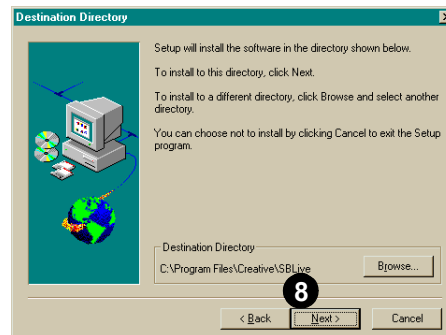 Destination Directory
Setup will install the software in the directory shown below.
To install to this directory, click Next.
To install to a different directory, click Browse and select another
directory.
You can choose not to install by clicking Cancel to exit the Setup
program.
Destination Directory
C:\Program Files\Creative\SBLive
Browse...
8
< Back
Next >
Cancel